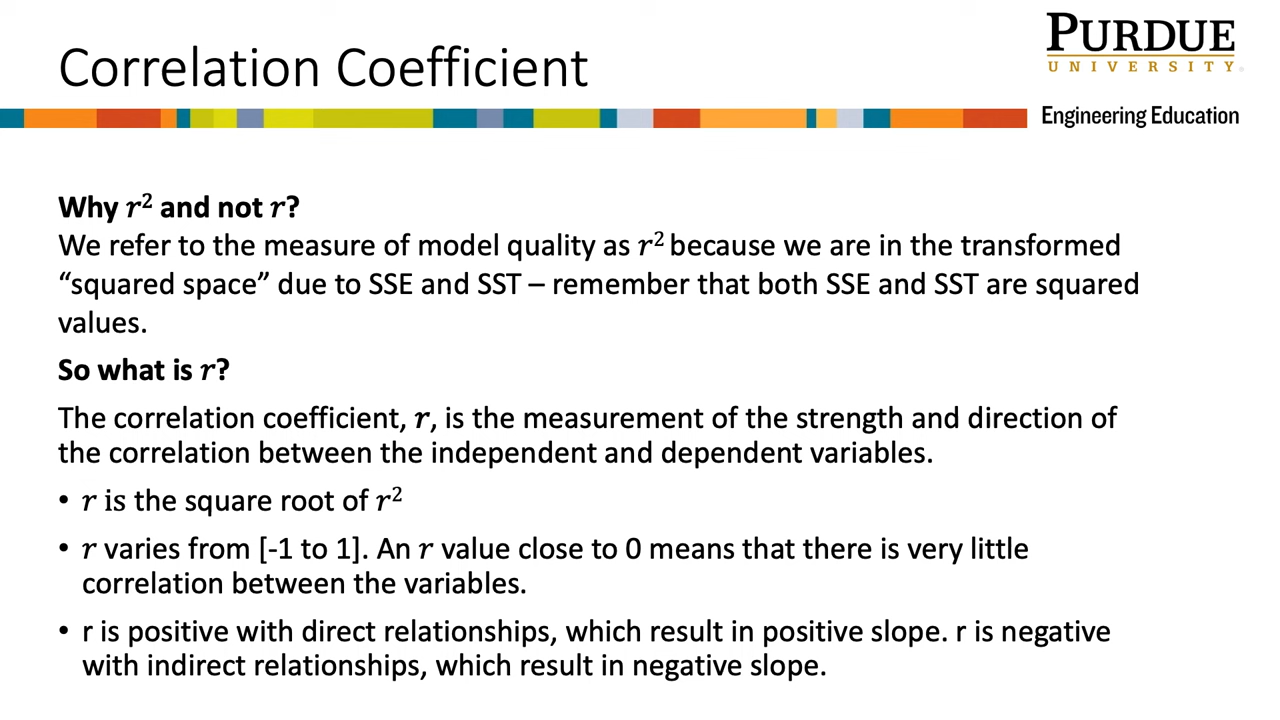 Correlation Coefficient
PURDUE
UNIVERSITY
Engineering Education
Why r² and not r?
We refer to the measure of model quality as r² because we are in the transformed
“squared space” due to SSE and SST – remember that both SSE and SST are squared
values.
So what is r?
The correlation coefficient, r, is the measurement of the strength and direction of
the correlation between the independent and dependent variables.
• r is the square root of r²
• r varies from [-1 to 1]. An r value close to 0 means that there is very little
correlation between the variables.
• r is positive with direct relationships, which result in positive slope. r is negative
with indirect relationships, which result in negative slope.